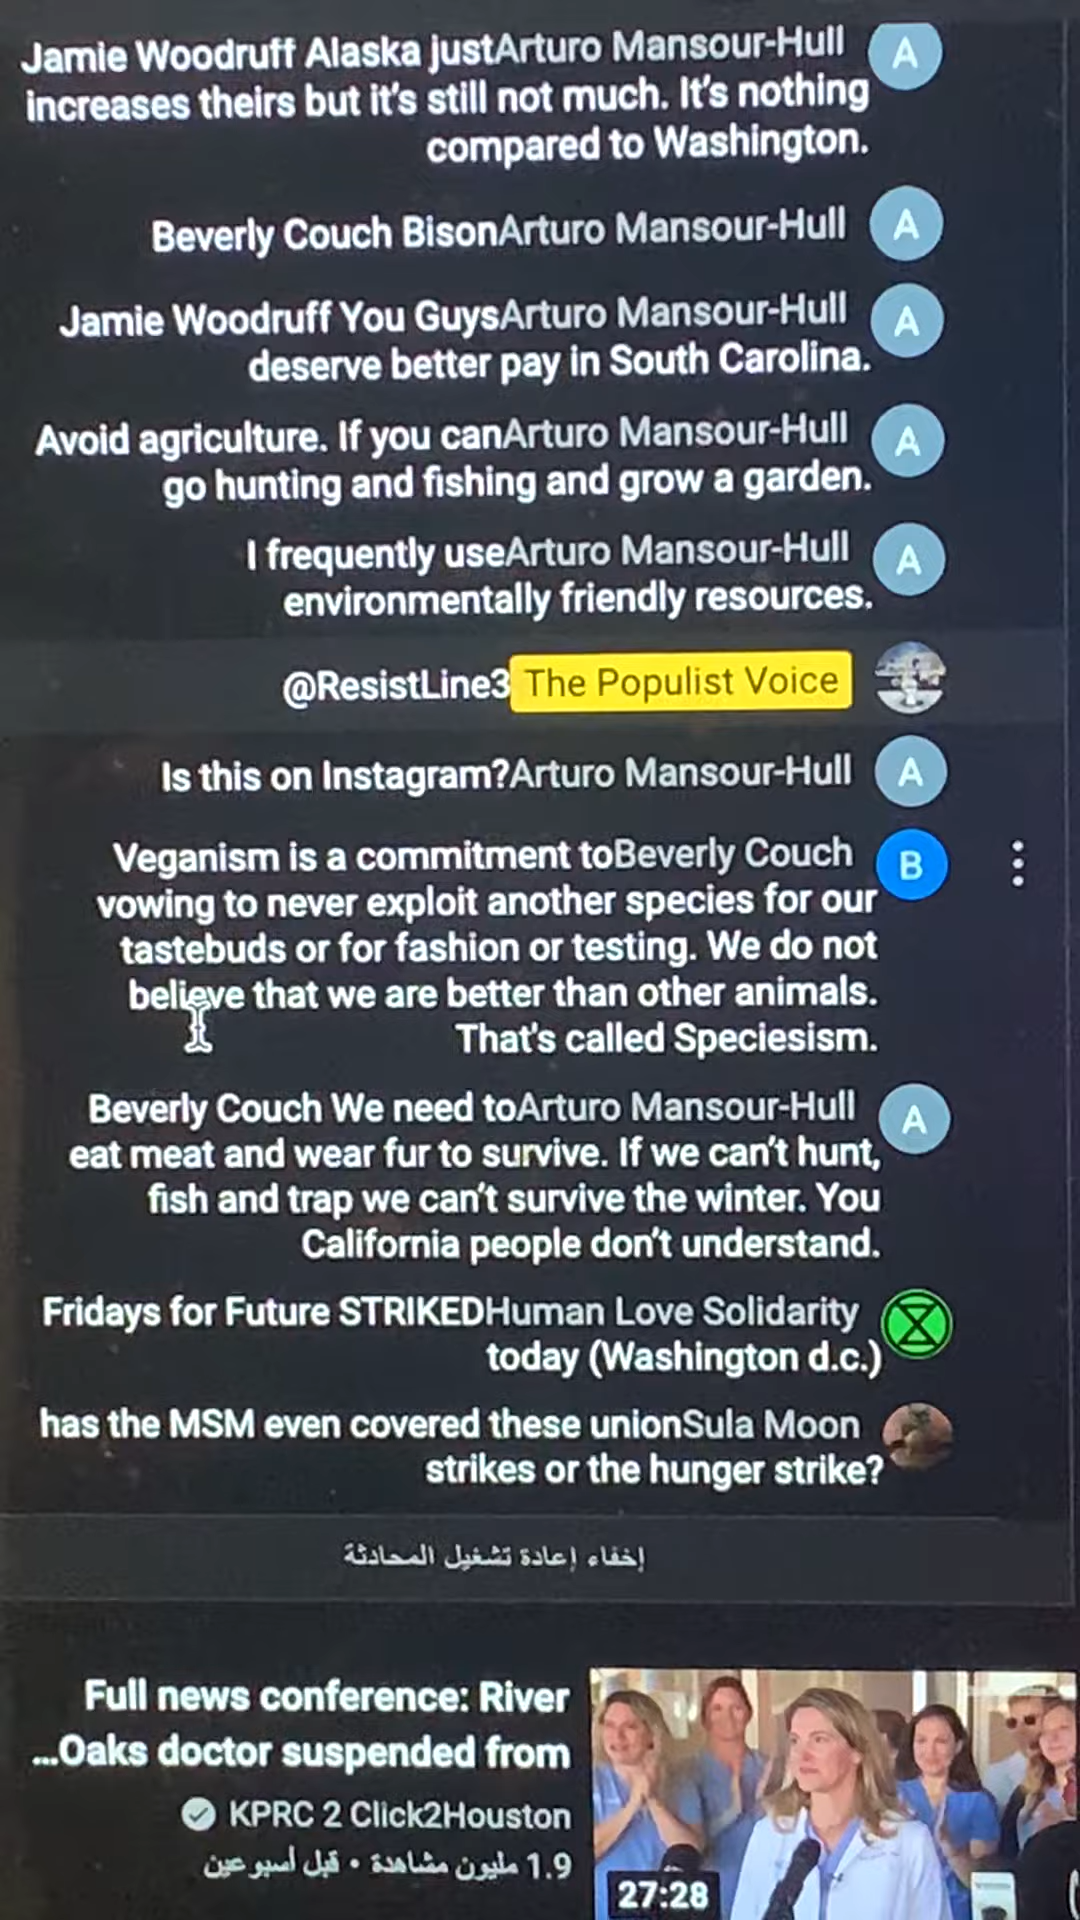 Jamie Woodruff Alaska justArturo Mansour-Hull
A
increases theirs but it's still not much. It's nothing
compared to Washington.
Beverly Couch BisonArturo Mansour-Hull
A
Jamie Woodruff You GuysArturo Mansour-Hull
A
deserve better pay in South Carolina.
Avoid agriculture. If you canArturo Mansour-Hull
A
go hunting and fishing and grow a garden.
I frequently useArturo Mansour-Hull
A
environmentally friendly resources.
@ResistLine3 The Populist Voice
Is this on Instagram?Arturo Mansour-Hull
A
Veganism is a commitment toBeverly Couch
B
vowing to never exploit another species for our
tastebuds or for fashion or testing. We do not
believe that we are better than other animals.
That's called Speciesism.
Beverly Couch We need toArturo Mansour-Hull
A
eat meat and wear fur to survive. If we can't hunt,
fish and trap we can't survive the winter. You
California people don't understand.
Fridays for Future STRIKEDHuman Love Solidarity
today (Washington d.c.)
has the MSM even covered these unionSula Moon
strikes or the hunger strike?
إخفاء إعادة تشغيل المحادثة
Full news conference: River
...Oaks doctor suspended from
KPRC 2 Click2Houston
1.9 مليون مشاهدة • قبل أسبوعين
27:28